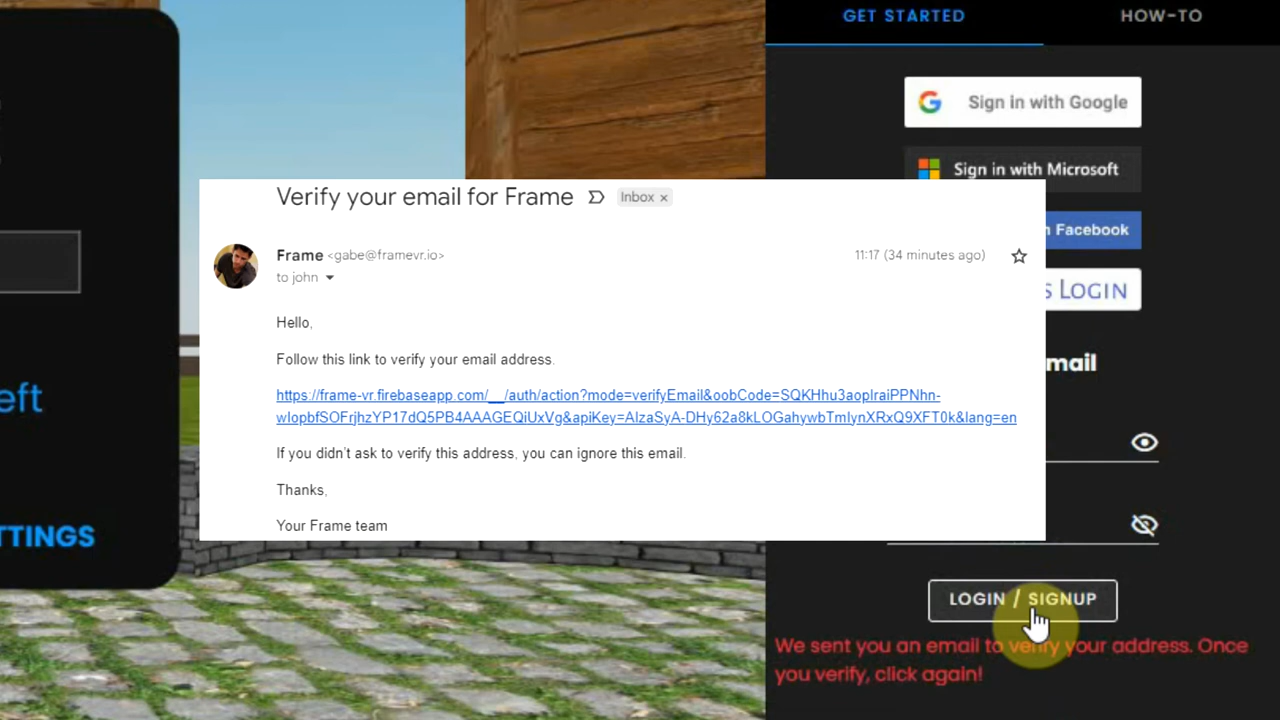 GET STARTED
HOW-TO
Sign in with Google
Sign in with Microsoft
Facebook
LOGIN
Verify your email for Frame
Inbox ×
Frame <gabe@framevr.io>
11:17 (34 minutes ago)
to john
Hello,
Follow this link to verify your email address.
https://frame-vr.firebaseapp.com/__/auth/action?mode=verifyEmail&oobCode=SQKHhu3aopIraiPPNhn-
wIopbfSOFrjhzYP17dQ5PB4AAAGEQiUxVg&apiKey=AIzaSyA-DHy62a8kLOGahywbTmIynXRxQ9XFT0k&lang=en
If you didn't ask to verify this address, you can ignore this email.
Thanks,
Your Frame team
eft
TTINGS
mail
LOGIN / SIGNUP
We sent you an email to verify your address. Once
you verify, click again!